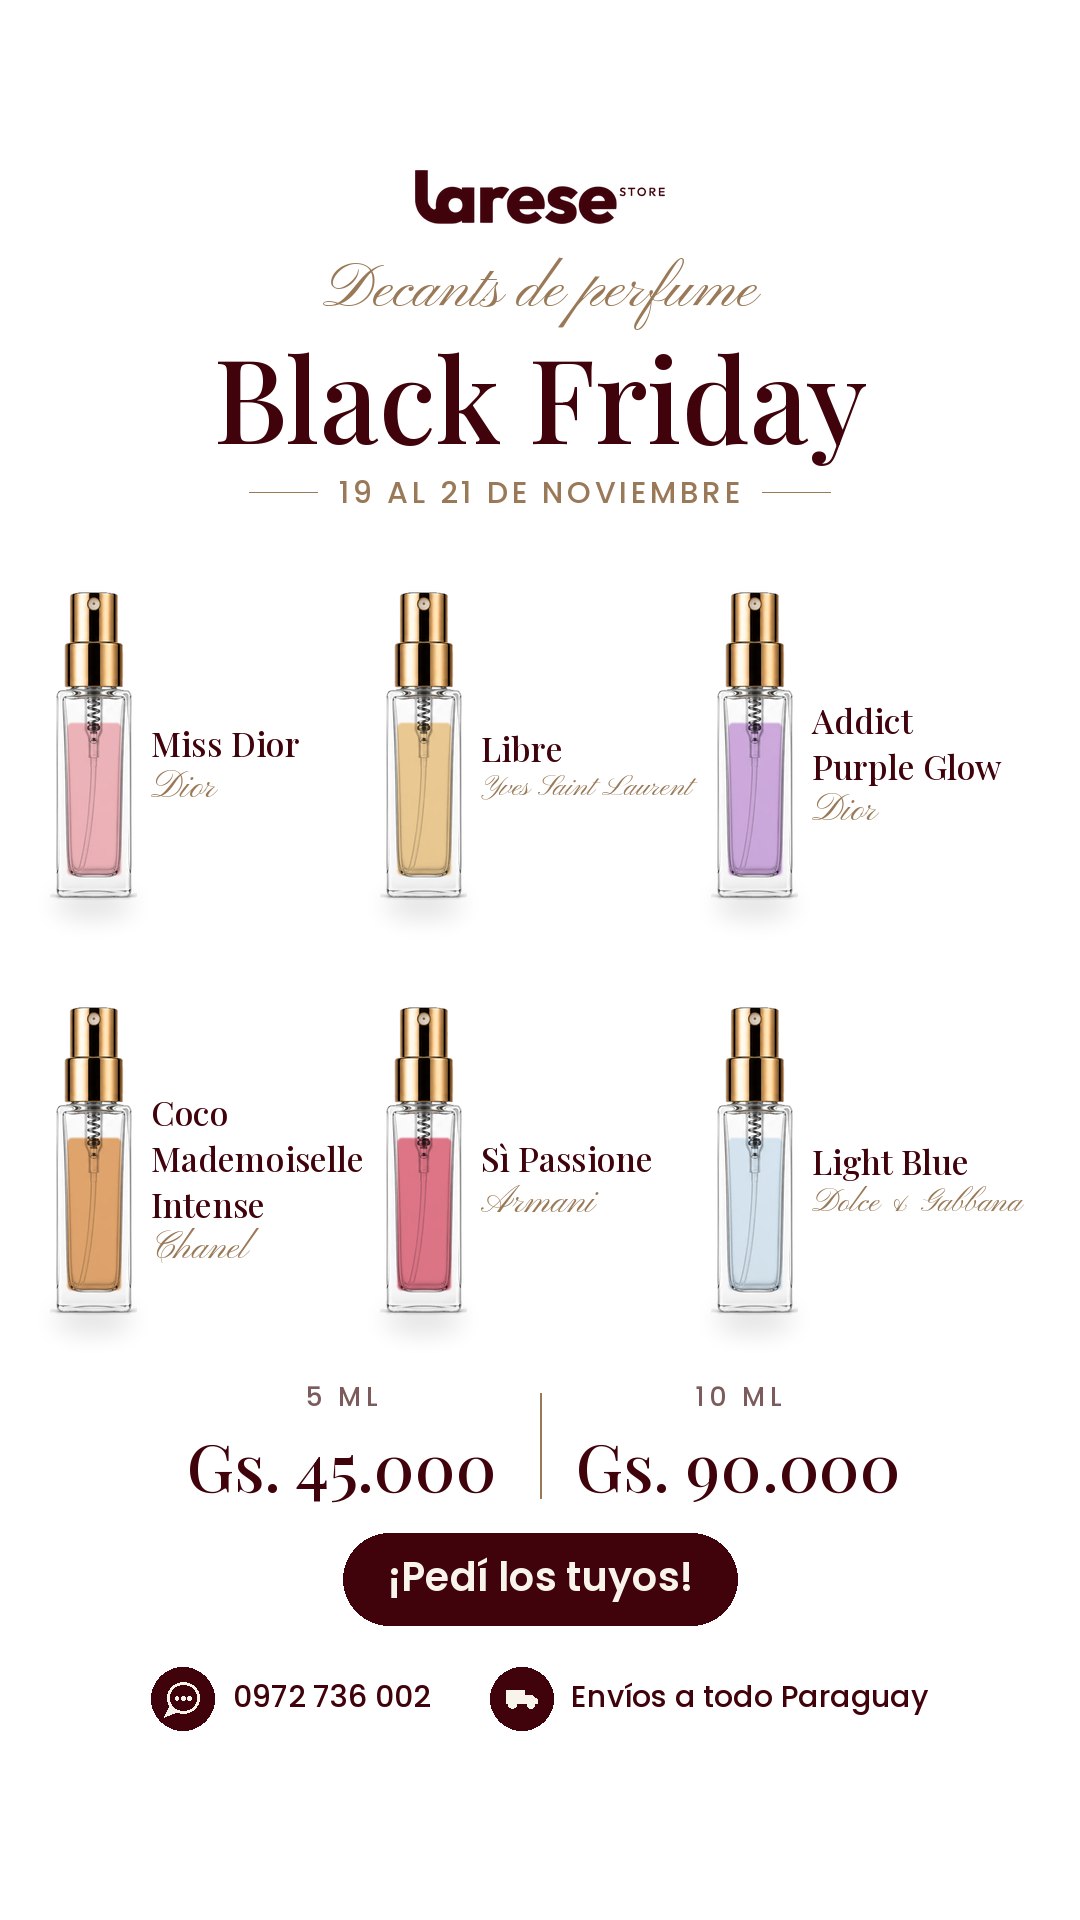 larese STORE
Decants de perfume
Black Friday
19 AL 21 DE NOVIEMBRE
Miss Dior
Dior
Libre
Yves Saint Laurent
Addict
Purple Glow
Dior
Coco
Mademoiselle
Intense
Chanel
Sì Passione
Armani
Light Blue
Dolce & Gabbana
5 ML
Gs. 45.000
10 ML
Gs. 90.000
¡Pedí los tuyos!
0972 736 002
Envíos a todo Paraguay